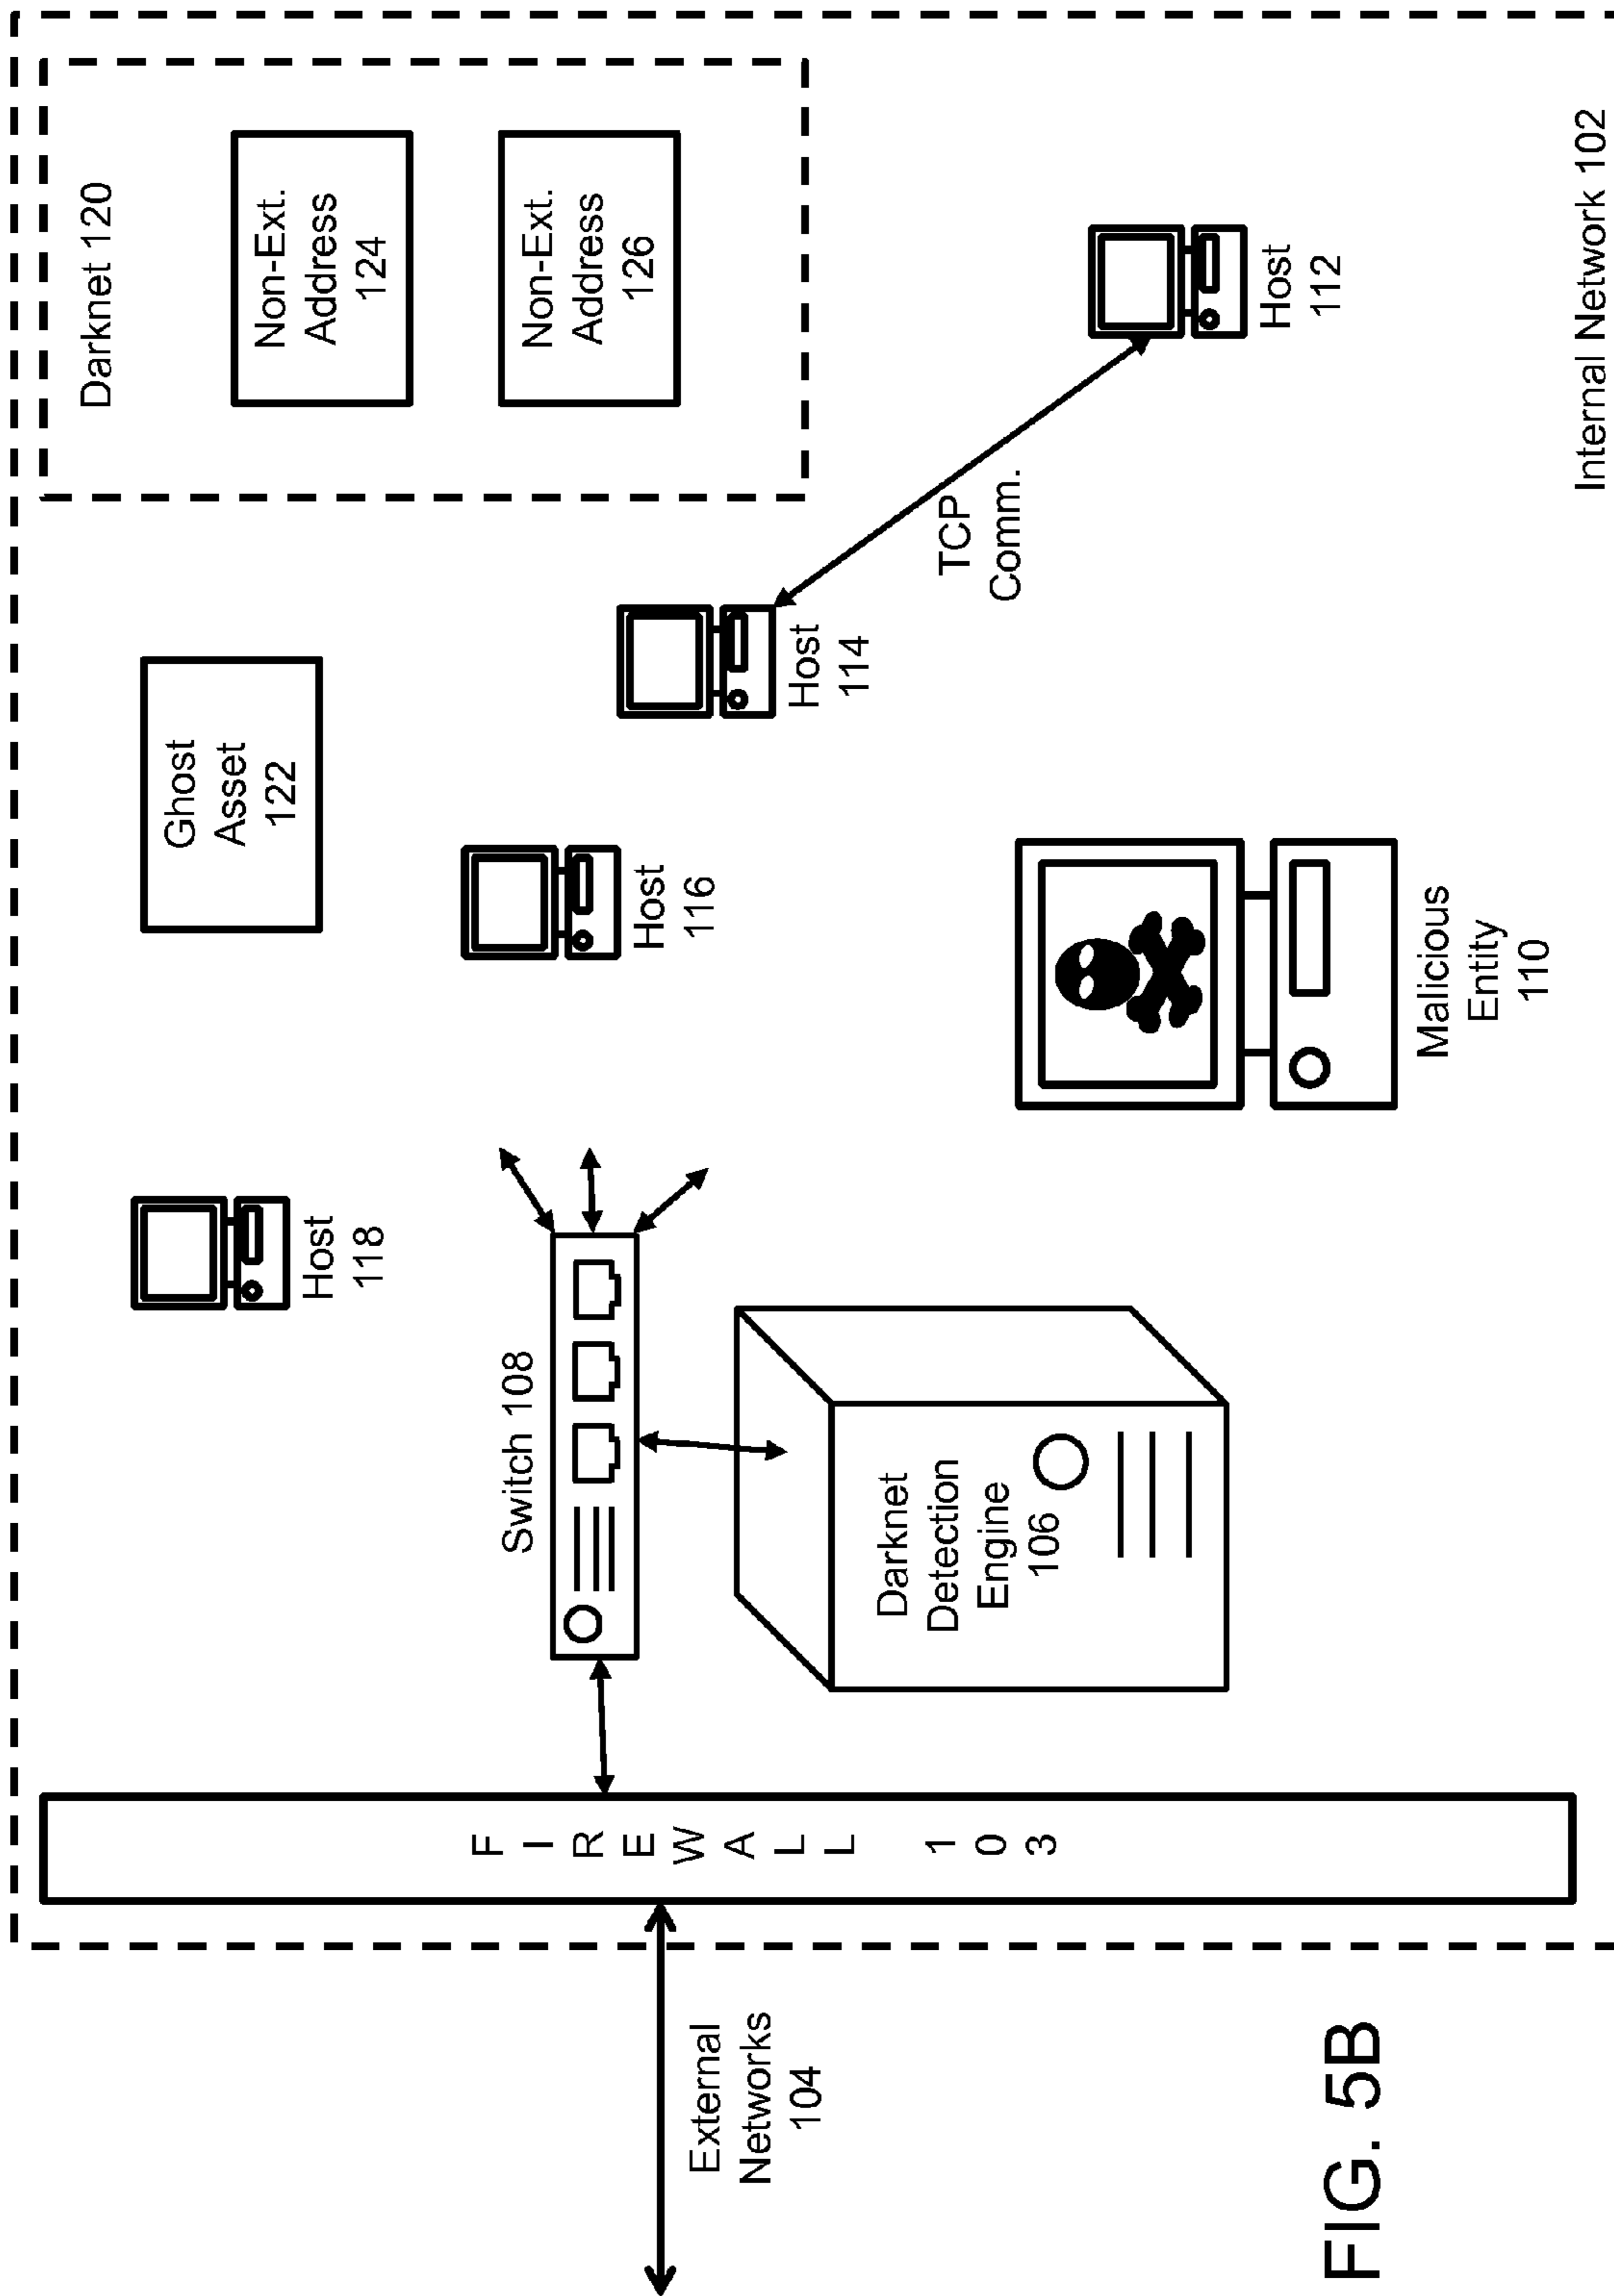 Darknet 120
Non-Ext.
Address
124
Non-Ext.
Address
126
Ghost
Asset
122
Host
118
Host
116
Host
114
TCP
Comm.
Host
112
Switch 108
Darknet
Detection
Engine
106
Malicious
Entity
110
FIREWALL 103
External
Networks
104
Internal Network 102
FIG. 5B